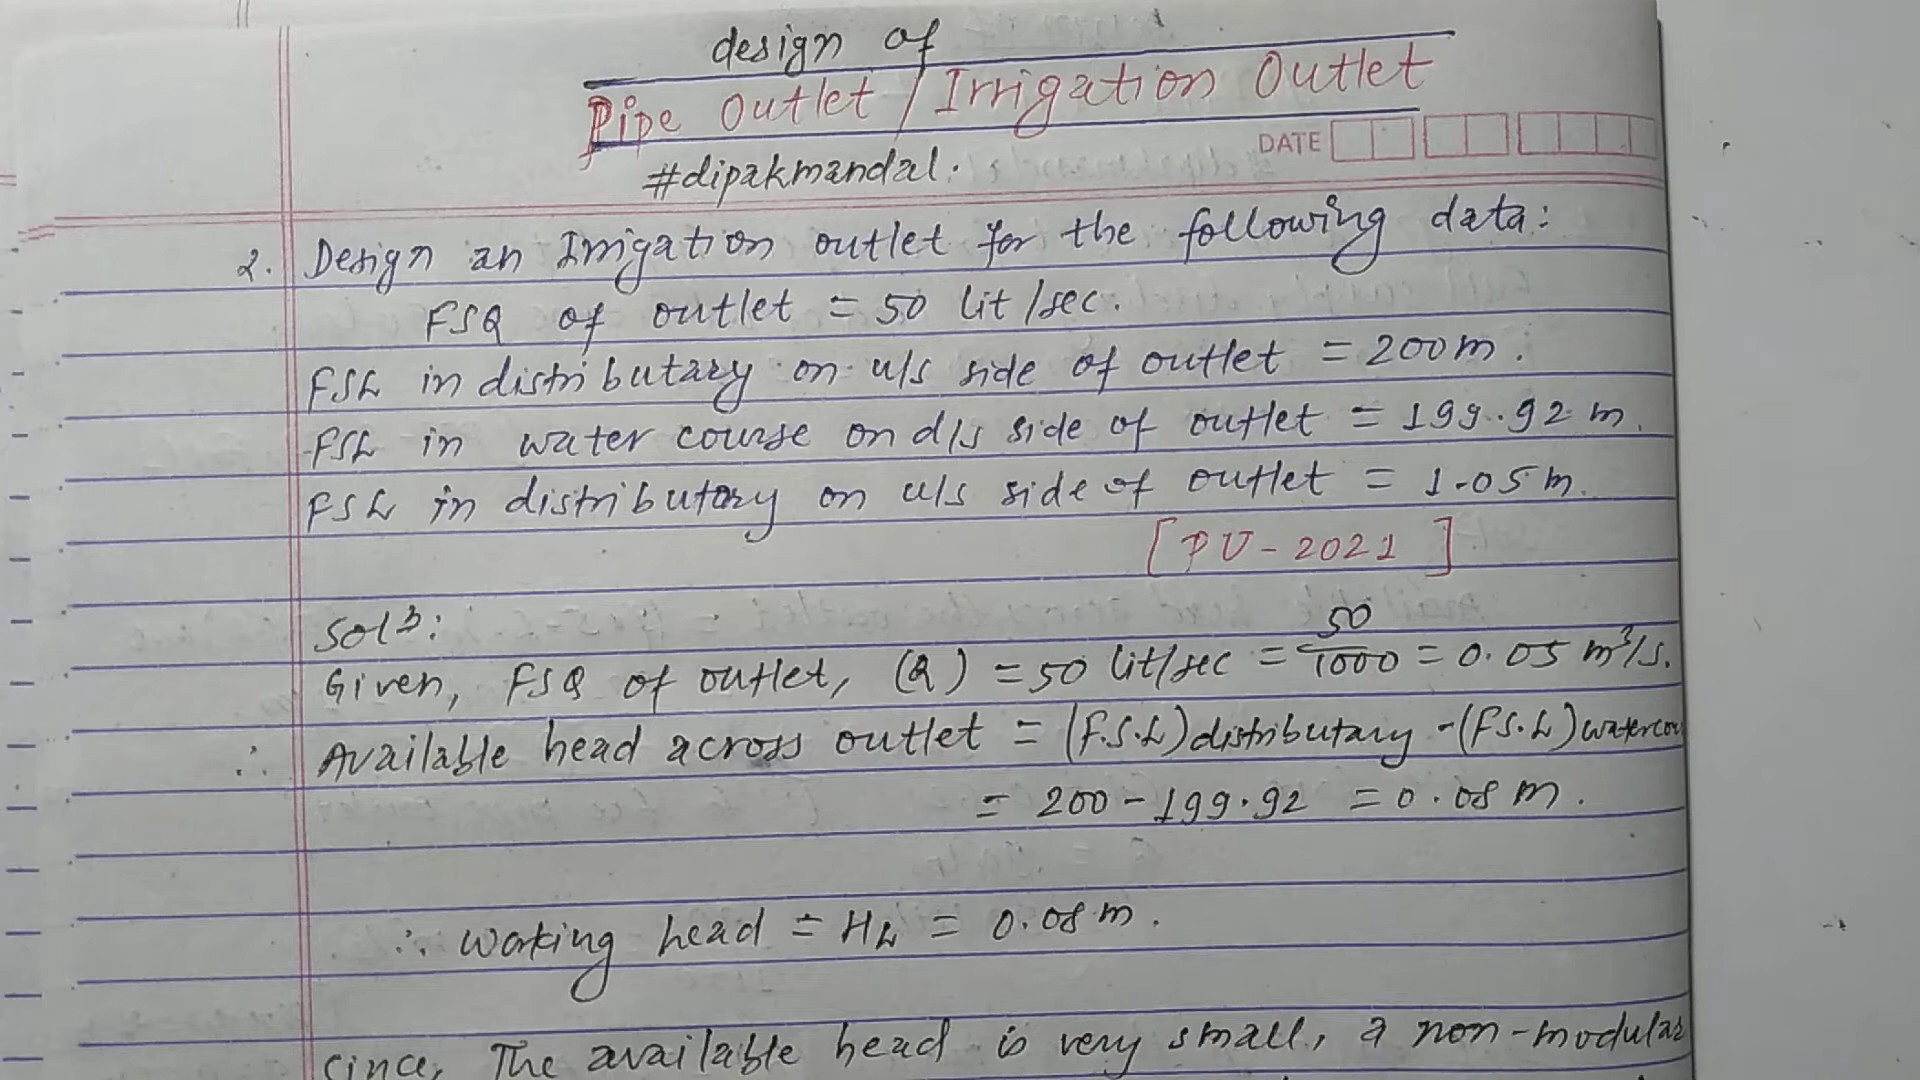 design of
Pipe Outlet / Irrigation Outlet
DATE
#dipakmandal.
2. Design an Irrigation outlet for the following data:
FSQ of outlet = 50 lit/sec.
FSL in distributary on u/s side of outlet = 200m.
FSL in water course on d/s side of outlet = 199.92 m.
FSL in distributory on u/s side of outlet = 1.05 m.
[PU-2021]
Solⁿ:
Given, FSQ of outlet, (Q) = 50 lit/sec = 50/1000 = 0.05 m³/s.
∴ Available head across outlet = (F.S.L) distributary - (F.S.L) watercou
= 200 - 199.92 = 0.08 m.
∴ Working head = HL = 0.08 m.
Since, The available head is very small, a non-modular